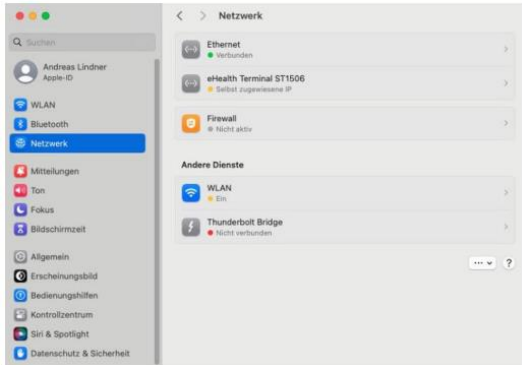 Suchen
Andreas Lindner
Apple-ID
WLAN
Bluetooth
Netzwerk
Mitteilungen
Ton
Fokus
Bildschirmzeit
Allgemein
Erscheinungsbild
Bedienungshilfen
Kontrollzentrum
Siri & Spotlight
Datenschutz & Sicherheit
Netzwerk
Ethernet
Verbunden
eHealth Terminal ST1506
Selbst zugewiesene IP
Firewall
Nicht aktiv
Andere Dienste
WLAN
Ein
Thunderbolt Bridge
Nicht verbunden
... ?